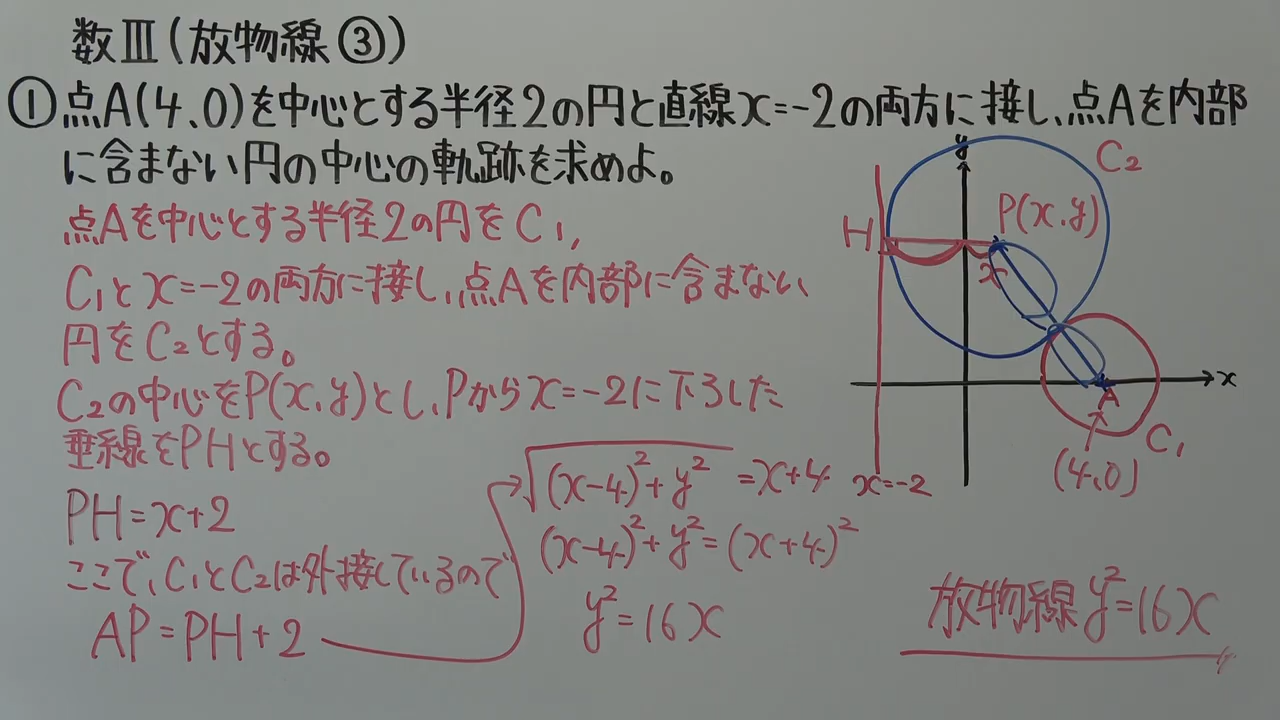 数Ⅲ(放物線③)
①点A(4,0)を中心とする半径2の円と直線x=-2の両方に接し、点Aを内部
に含まない円の中心の軌跡を求めよ。
点Aを中心とする半径2の円をC₁,
C₁とx=-2の両方に接し、点Aを内部に含まない
円をC₂とする。
C₂の中心をP(x,y)とし、Pからx=-2に下ろした
垂線をPHとする。
PH=x+2
ここで、C₁とC₂は外接しているので
AP=PH+2
√(x-4)²+y² =x+4
(x-4)²+y²=(x+4)²
y²=16x
放物線y²=16x
y
C₂
P(x,y)
H
x
x
A
C₁
(4,0)
x=-2